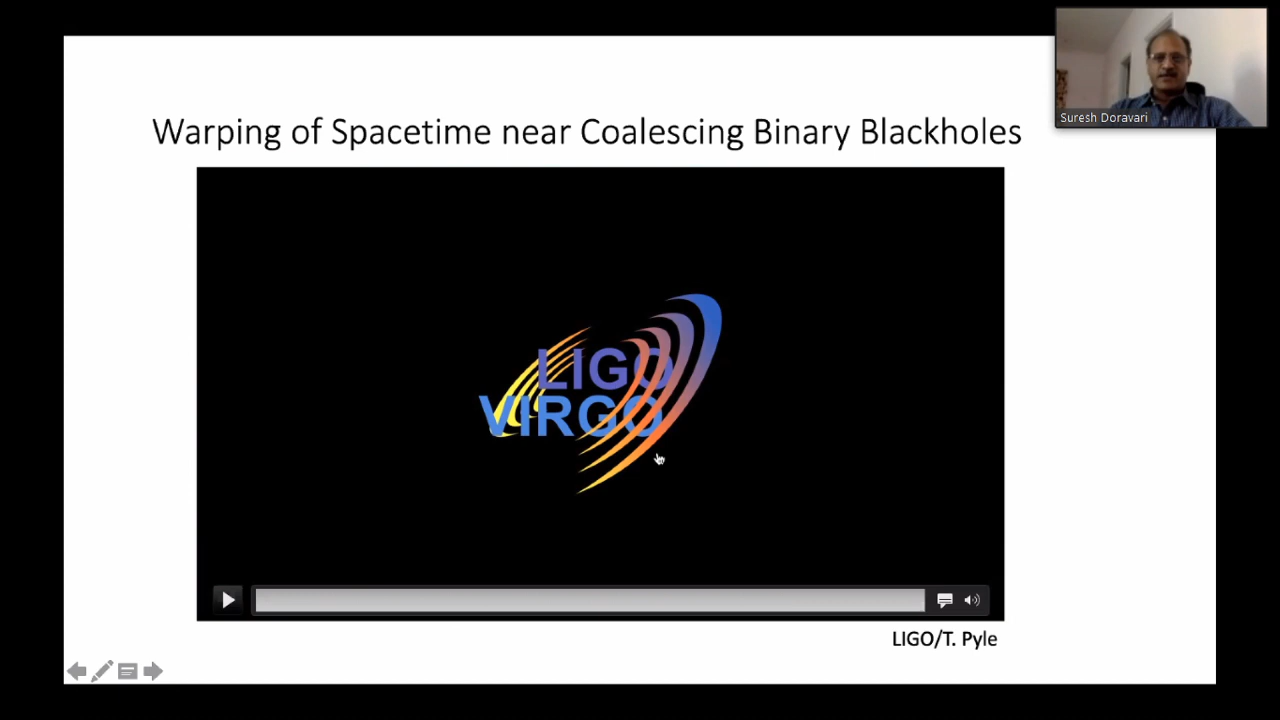 Suresh Doravari
Warping of Spacetime near Coalescing Binary Blackholes
LIGO
VIRGO
LIGO/T. Pyle